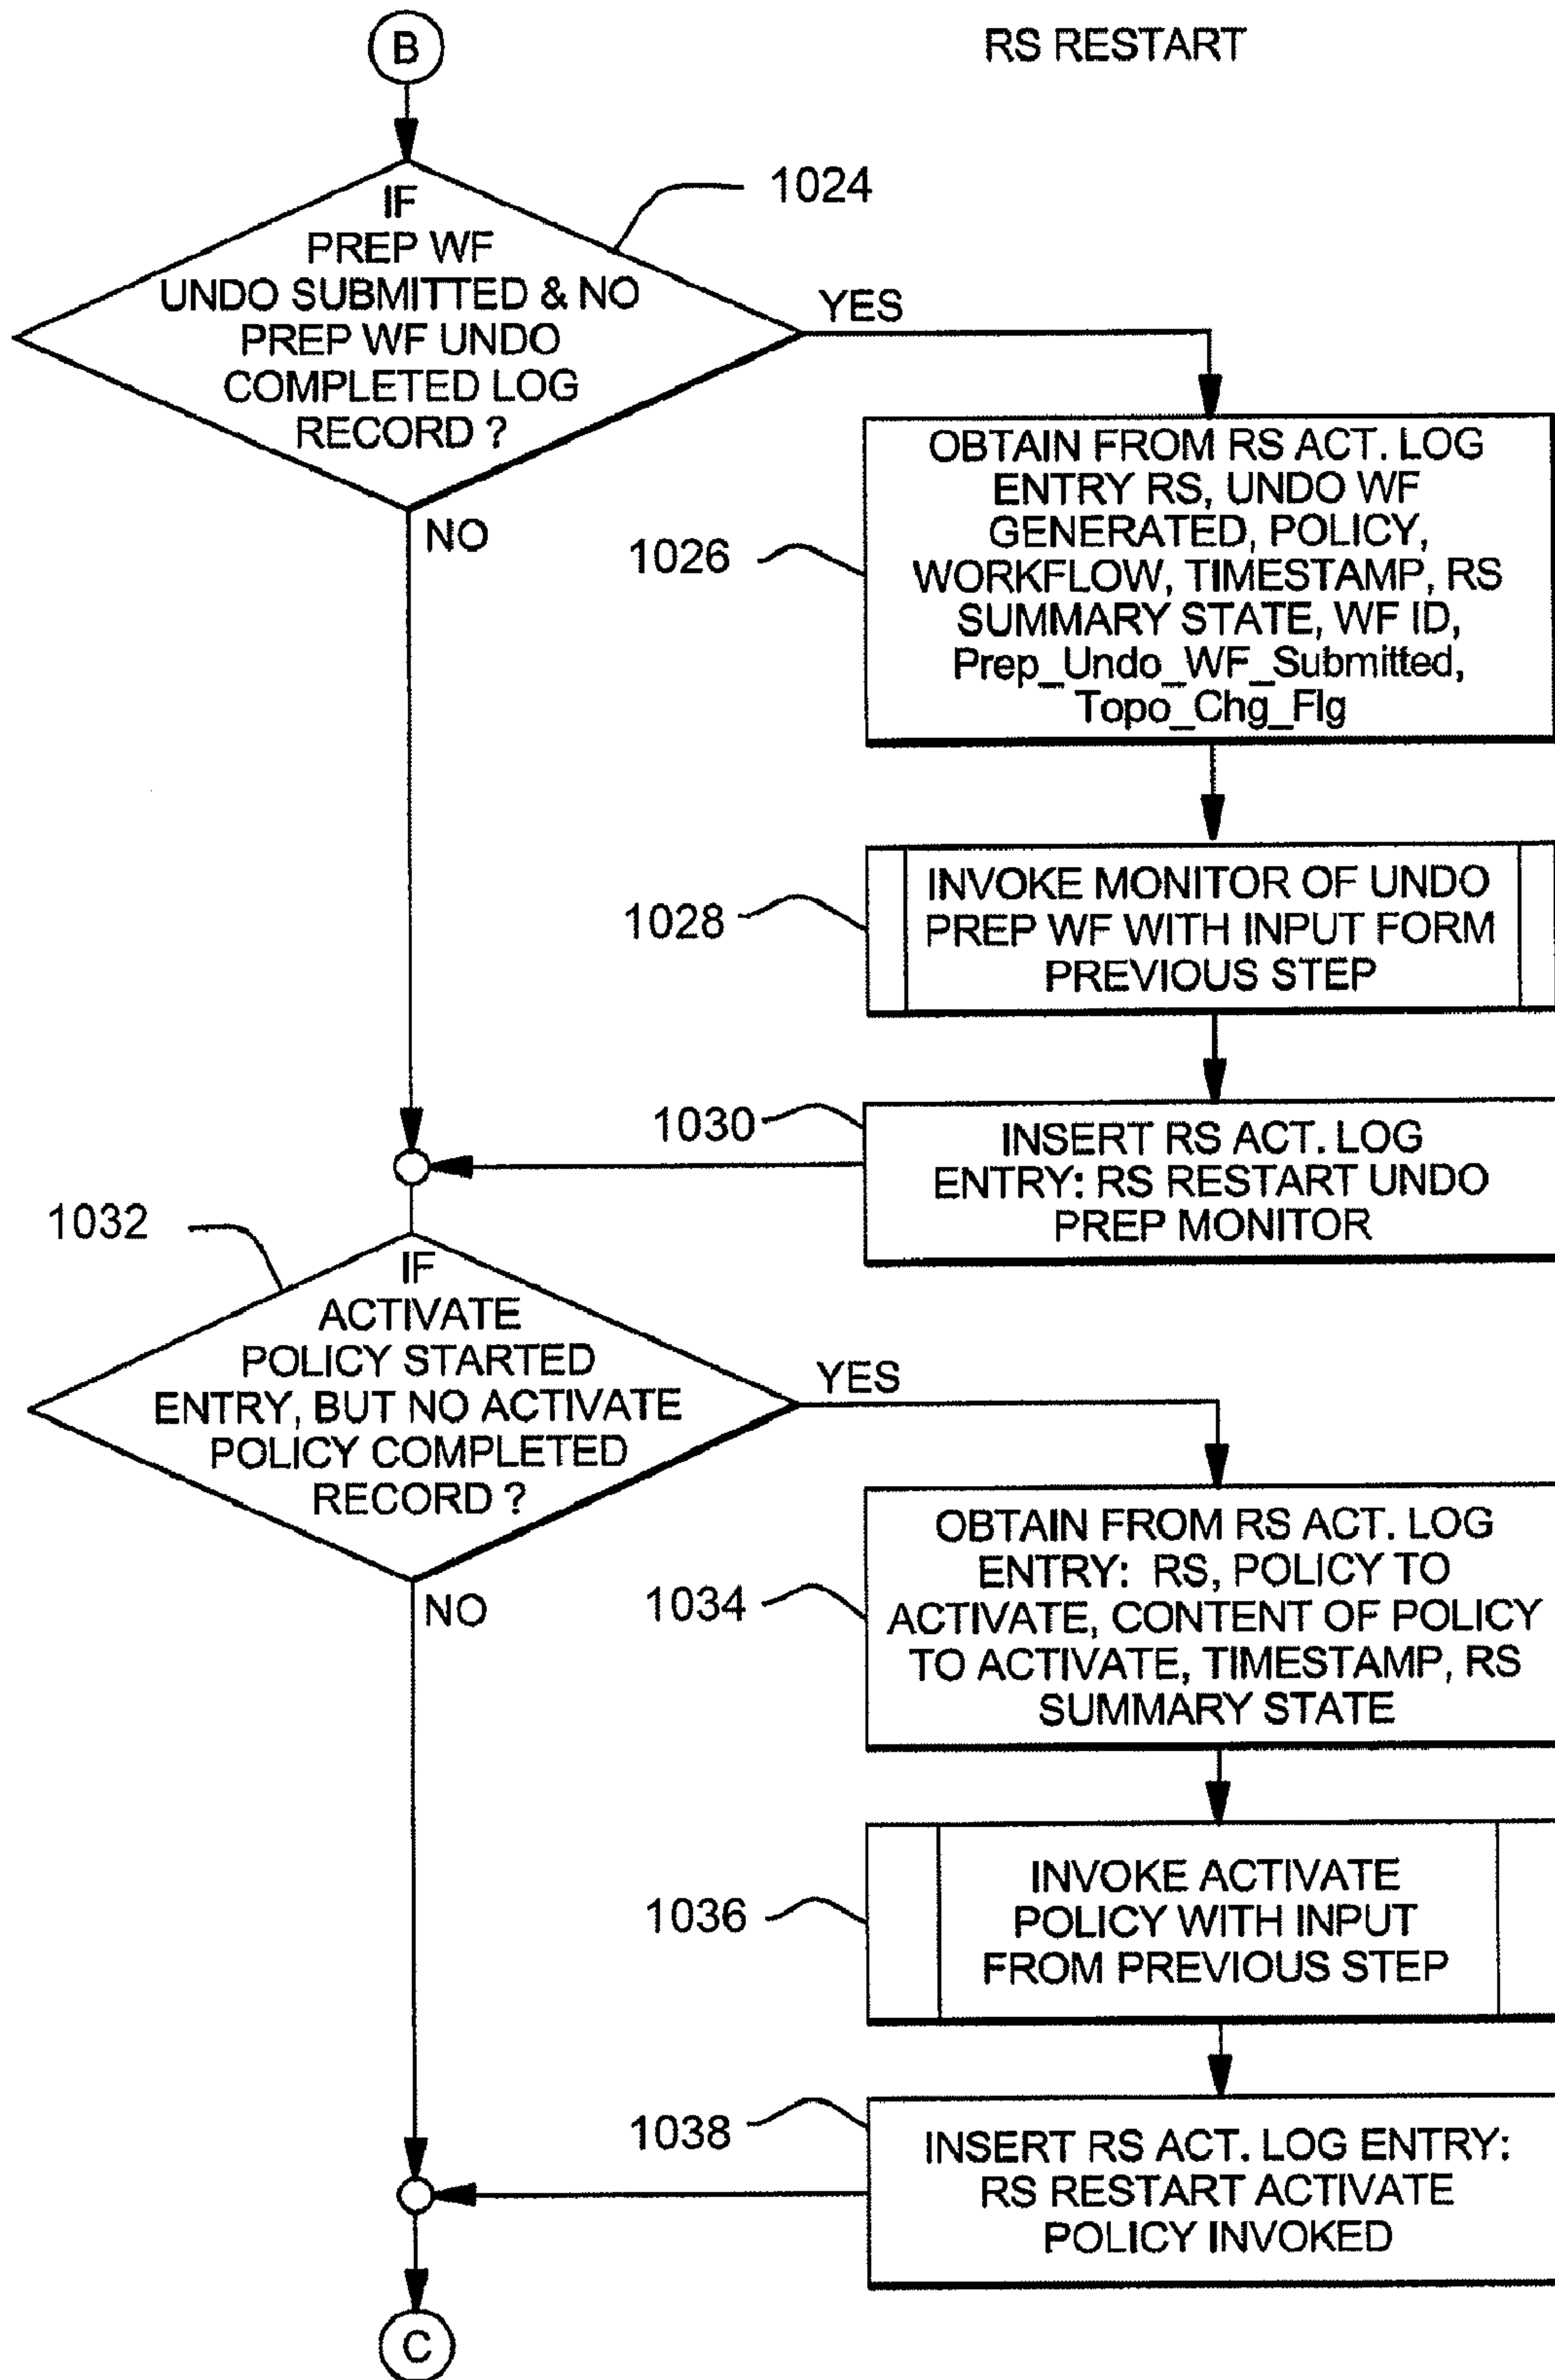 B
RS RESTART
IF
PREP WF
UNDO SUBMITTED & NO
PREP WF UNDO
COMPLETED LOG
RECORD ?
1024
YES
NO
OBTAIN FROM RS ACT. LOG
ENTRY RS, UNDO WF
GENERATED, POLICY,
WORKFLOW, TIMESTAMP, RS
SUMMARY STATE, WF ID,
Prep_Undo_WF_Submitted,
Topo_Chg_Flg
1026
INVOKE MONITOR OF UNDO
PREP WF WITH INPUT FORM
PREVIOUS STEP
1028
1030
INSERT RS ACT. LOG
ENTRY: RS RESTART UNDO
PREP MONITOR
1032
IF
ACTIVATE
POLICY STARTED
ENTRY, BUT NO ACTIVATE
POLICY COMPLETED
RECORD ?
YES
NO
OBTAIN FROM RS ACT. LOG
ENTRY: RS, POLICY TO
ACTIVATE, CONTENT OF POLICY
TO ACTIVATE, TIMESTAMP, RS
SUMMARY STATE
1034
INVOKE ACTIVATE
POLICY WITH INPUT
FROM PREVIOUS STEP
1036
1038
INSERT RS ACT. LOG ENTRY:
RS RESTART ACTIVATE
POLICY INVOKED
C